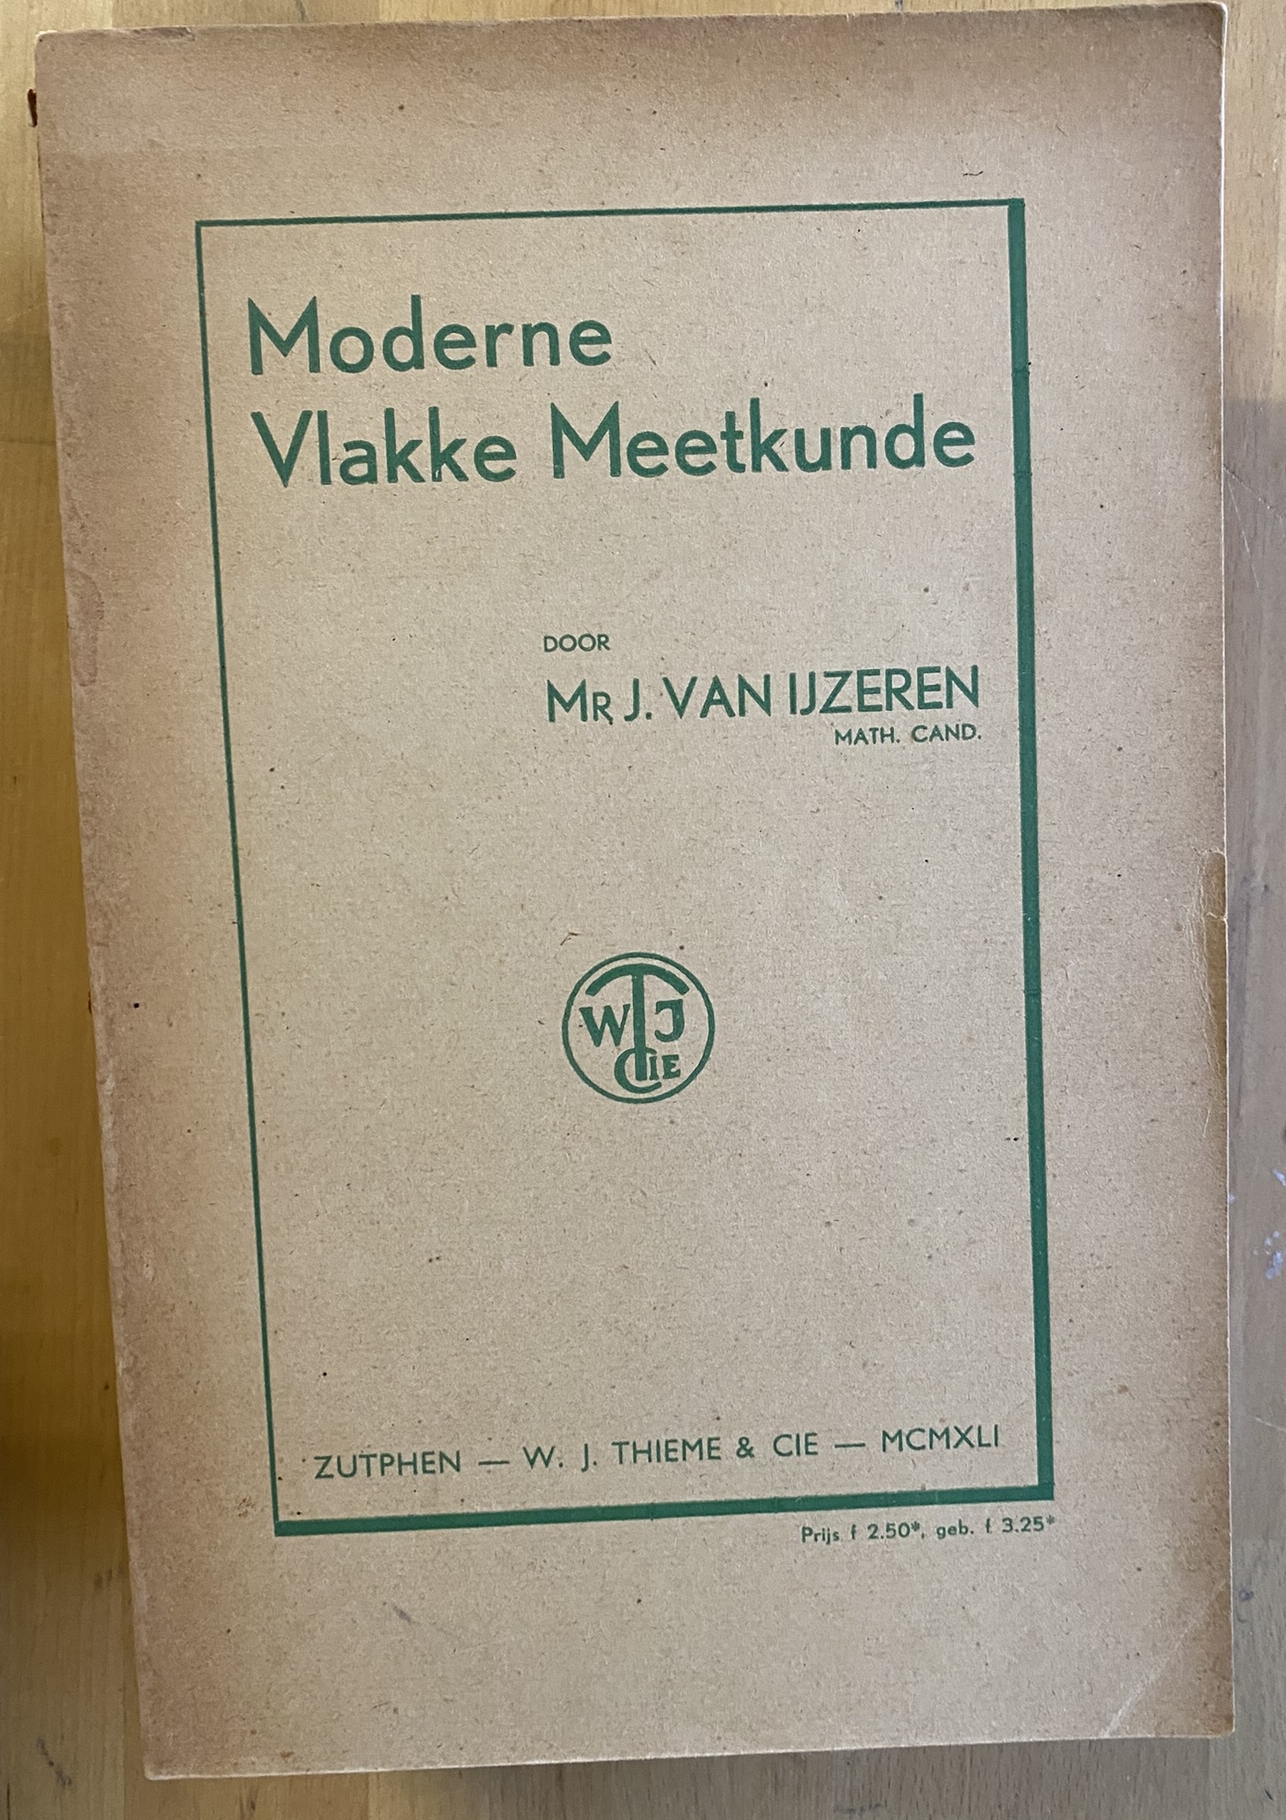 Moderne
Vlakke Meetkunde
DOOR
MR J. VAN IJZEREN
MATH. CAND.
W T J
CIE
ZUTPHEN — W. J. THIEME & CIE — MCMXLI
Prijs f 2.50*, geb. f 3.25*